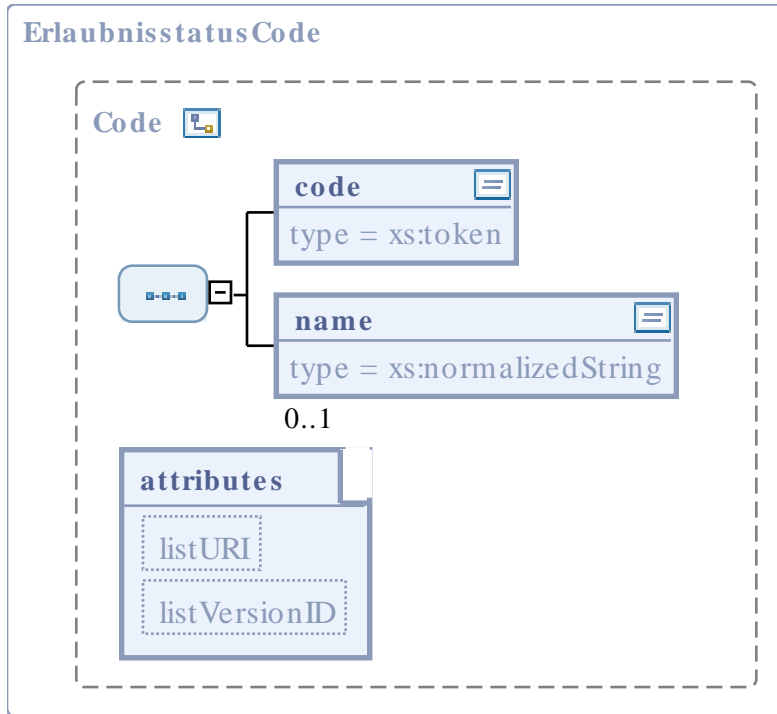 ErlaubnisstatusCode
Code
code
type = xs:token
name
type = xs:normalizedString
0..1
attributes
listURI
listVersionID